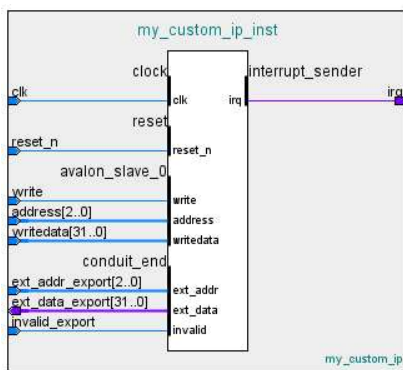 my_custom_ip_inst
clock
interrupt_sender
clk
clk
irq
irq
reset
reset_n
reset_n
avalon_slave_0
write
write
address[2..0]
address
writedata[31..0]
writedata
conduit_end
ext_addr_export[2..0]
ext_addr
ext_data_export[31..0]
ext_data
invalid_export
invalid
my_custom_ip